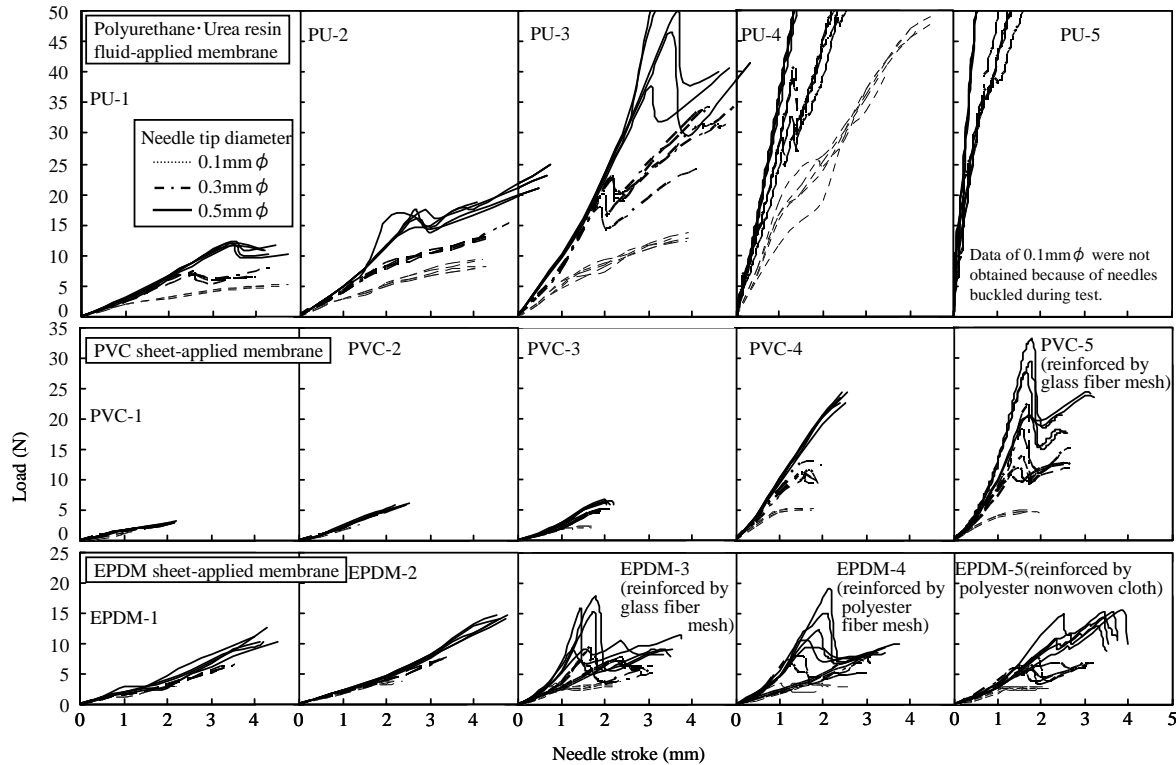 Polyurethane·Urea resin
fluid-applied membrane
PU-1
PU-2
PU-3
PU-4
PU-5
Needle tip diameter
0.1mmφ
0.3mmφ
0.5mmφ
Data of 0.1mmφ were not
obtained because of needles
buckled during test.
50
45
40
35
30
25
20
15
10
5
0
PVC sheet-applied membrane
PVC-1
PVC-2
PVC-3
PVC-4
PVC-5
(reinforced by
glass fiber mesh)
35
30
25
20
15
10
5
0
Load (N)
EPDM sheet-applied membrane
EPDM-1
EPDM-2
EPDM-3
(reinforced by
glass fiber
mesh)
EPDM-4
(reinforced by
polyester
fiber mesh)
EPDM-5(reinforced by
polyester nonwoven cloth)
25
20
15
10
5
0
0 1 2 3 4 0 1 2 3 4 0 1 2 3 4 0 1 2 3 4 0 1 2 3 4 5
Needle stroke (mm)